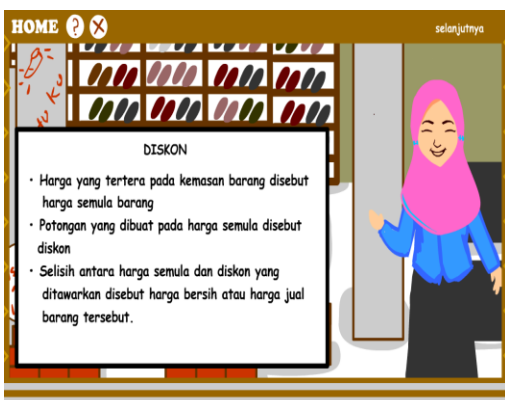 HOME ? X
selanjutnya
DISKON
• Harga yang tertera pada kemasan barang disebut
harga semula barang
• Potongan yang dibuat pada harga semula disebut
diskon
• Selisih antara harga semula dan diskon yang
ditawarkan disebut harga bersih atau harga jual
barang tersebut.